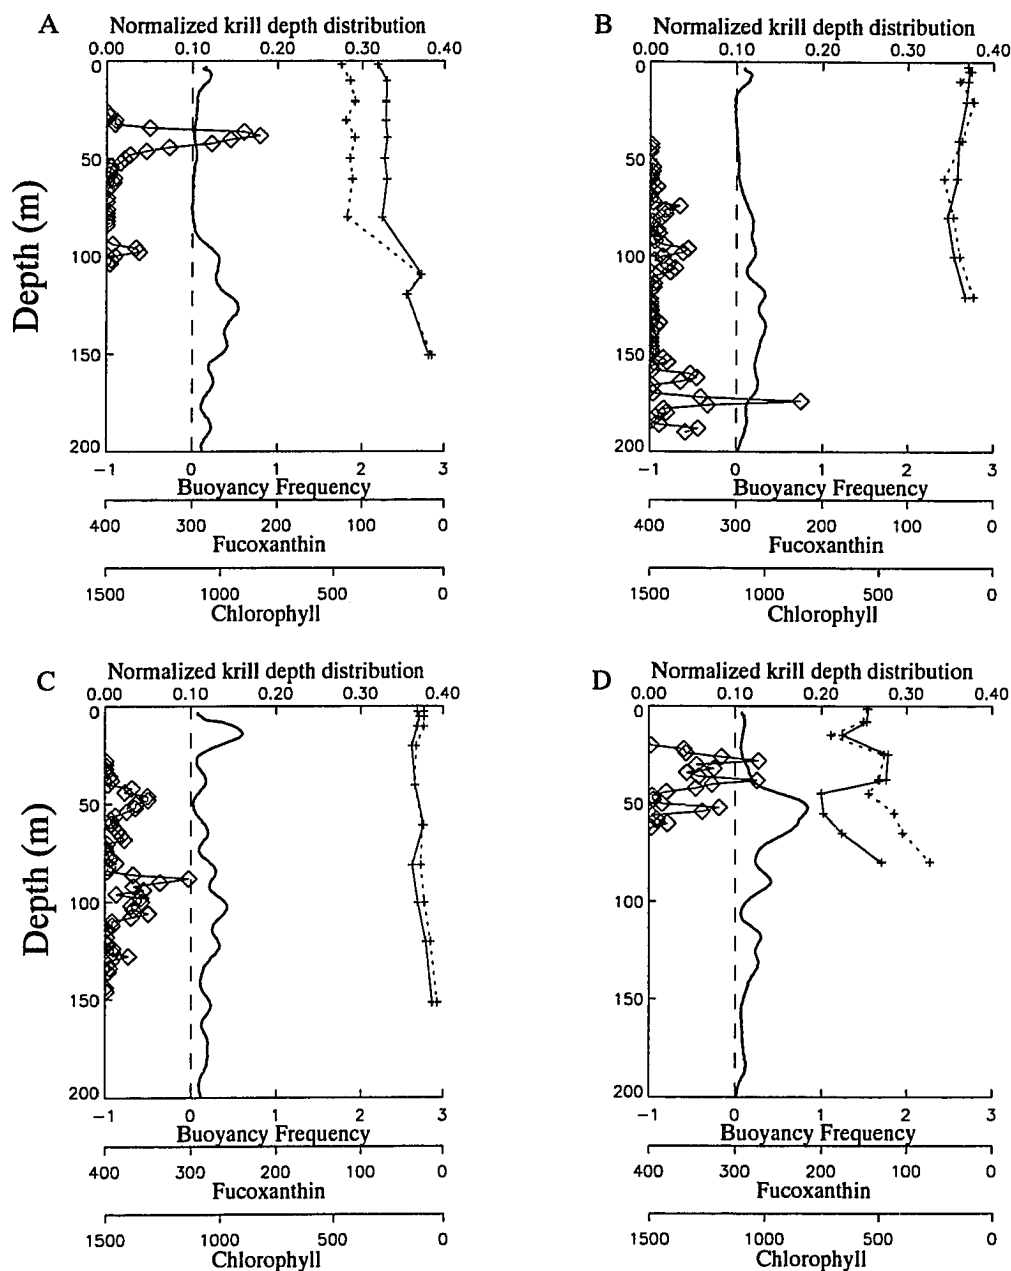 A
Normalized krill depth distribution
0.00 0.10 0.20 0.30 0.40
0
50
100
150
200
Depth (m)
-1 0 1 2 3
Buoyancy Frequency
400 300 200 100 0
Fucoxanthin
1500 1000 500 0
Chlorophyll
B
Normalized krill depth distribution
0.00 0.10 0.20 0.30 0.40
0
50
100
150
200
-1 0 1 2 3
Buoyancy Frequency
400 300 200 100 0
Fucoxanthin
1500 1000 500 0
Chlorophyll
C
Normalized krill depth distribution
0.00 0.10 0.20 0.30 0.40
0
50
100
150
200
Depth (m)
-1 0 1 2 3
Buoyancy Frequency
400 300 200 100 0
Fucoxanthin
1500 1000 500 0
Chlorophyll
D
Normalized krill depth distribution
0.00 0.10 0.20 0.30 0.40
0
50
100
150
200
-1 0 1 2 3
Buoyancy Frequency
400 300 200 100 0
Fucoxanthin
1500 1000 500 0
Chlorophyll